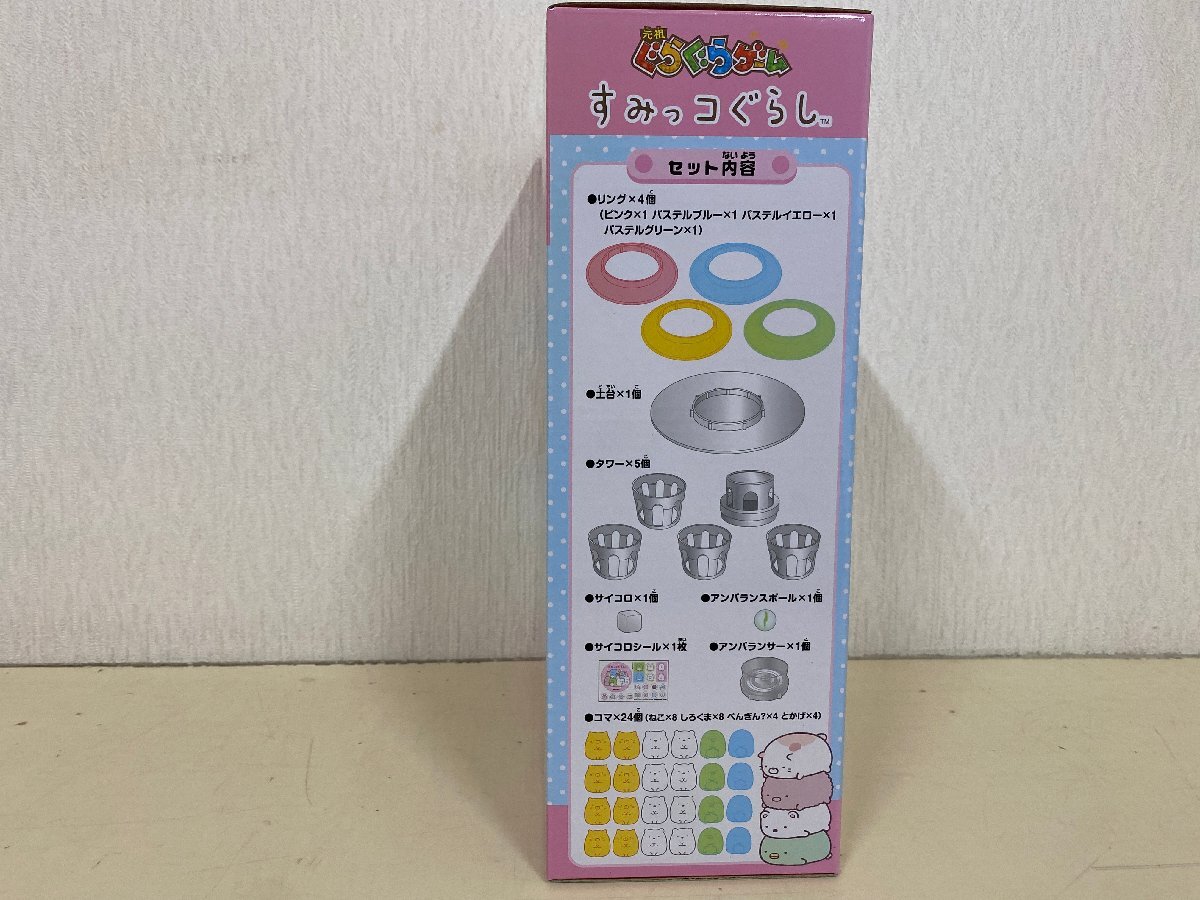 元祖
ぐらぐらゲーム
すみっコぐらし™
ない よう
セット内容
●リング×4個
（ピンク×1 パステルブルー×1 パステルイエロー×1
パステルグリーン×1）
●土台×1個
●タワー×5個
●サイコロ×1個 ●アンバランスボール×1個
●サイコロシール×1枚 ●アンバランサー×1個
●コマ×24個（ねこ×8 しろくま×8 ぺんぎん?×4 とかげ×4）